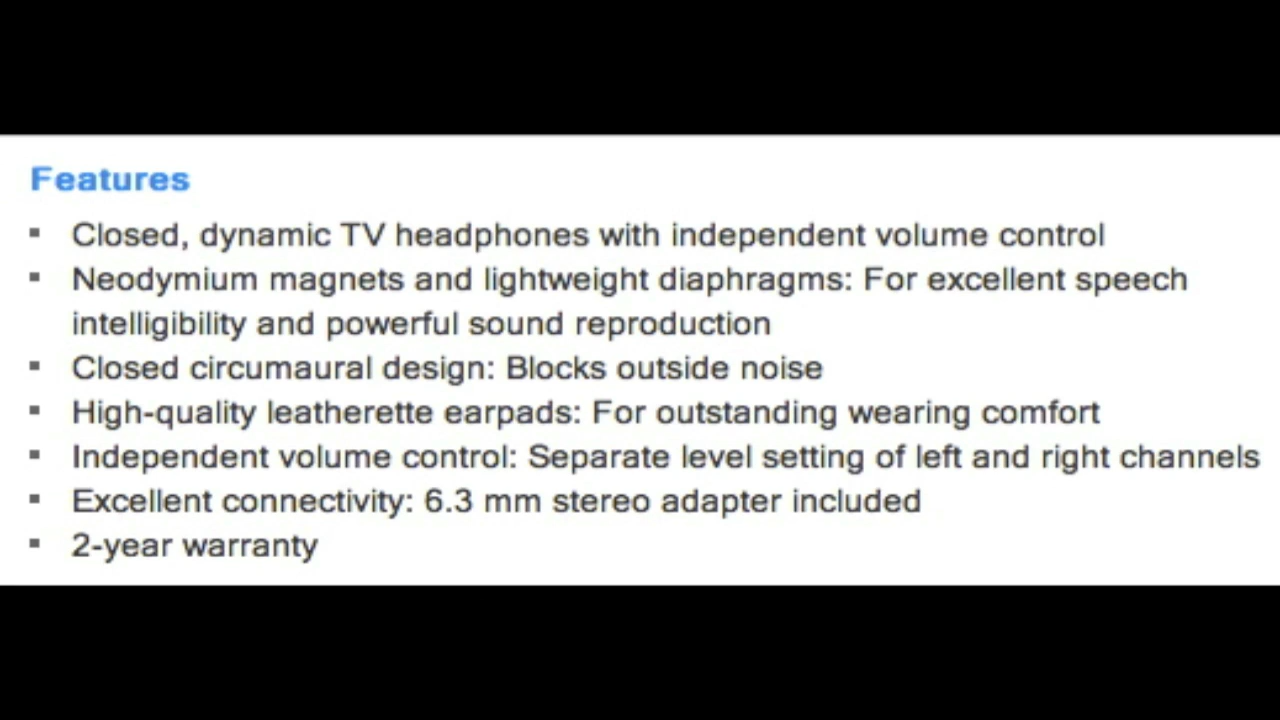 Features
▪ Closed, dynamic TV headphones with independent volume control
▪ Neodymium magnets and lightweight diaphragms: For excellent speech
intelligibility and powerful sound reproduction
▪ Closed circumaural design: Blocks outside noise
▪ High-quality leatherette earpads: For outstanding wearing comfort
▪ Independent volume control: Separate level setting of left and right channels
▪ Excellent connectivity: 6.3 mm stereo adapter included
▪ 2-year warranty